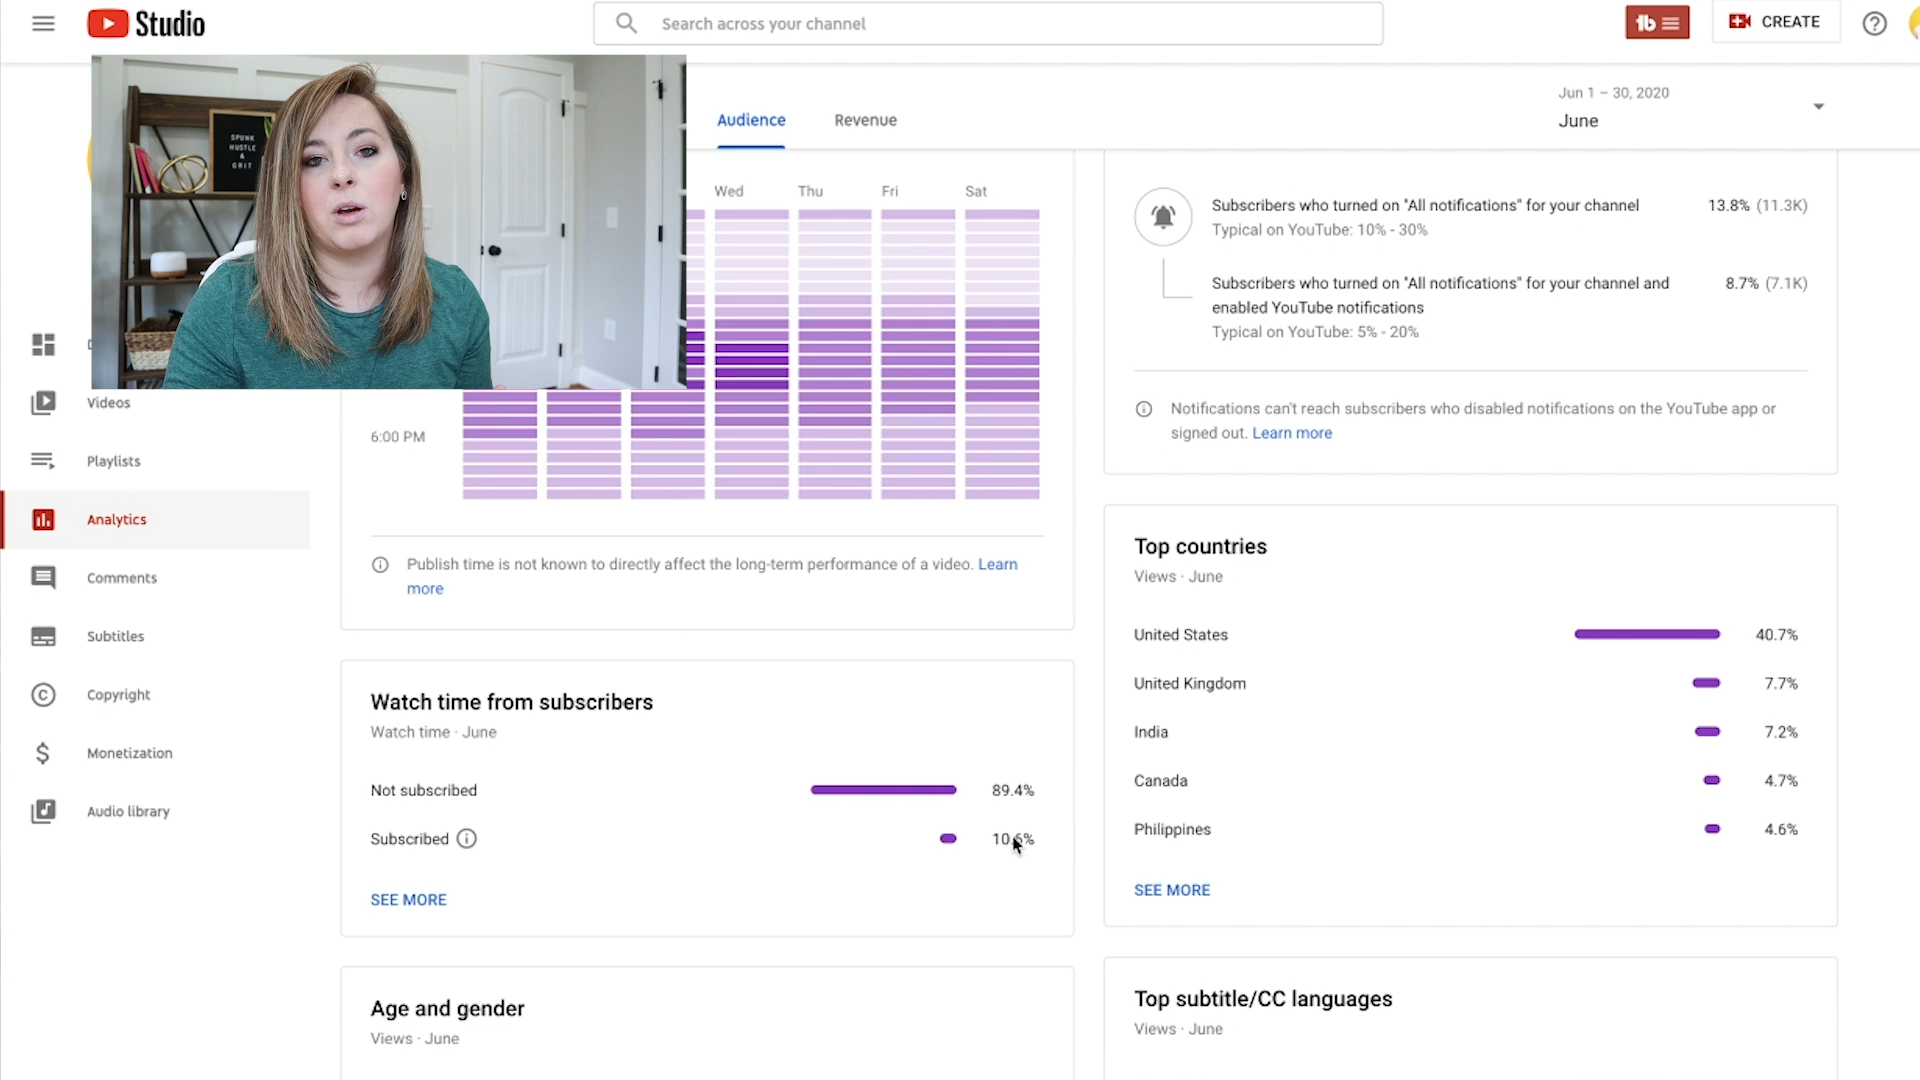 Studio
Search across your channel
CREATE
Jun 1 – 30, 2020
June
Audience
Revenue
SPUNK
HUSTLE
&
GRIT
Wed Thu Fri Sat
6:00 PM
Publish time is not known to directly affect the long-term performance of a video. Learn
more
Subscribers who turned on "All notifications" for your channel 13.8% (11.3K)
Typical on YouTube: 10% - 30%
Subscribers who turned on "All notifications" for your channel and 8.7% (7.1K)
enabled YouTube notifications
Typical on YouTube: 5% - 20%
Notifications can't reach subscribers who disabled notifications on the YouTube app or
signed out. Learn more
Videos
Playlists
Analytics
Comments
Subtitles
Copyright
Monetization
Audio library
Watch time from subscribers
Watch time · June
Not subscribed 89.4%
Subscribed 10.6%
SEE MORE
Top countries
Views · June
United States 40.7%
United Kingdom 7.7%
India 7.2%
Canada 4.7%
Philippines 4.6%
SEE MORE
Age and gender
Views · June
Top subtitle/CC languages
Views · June